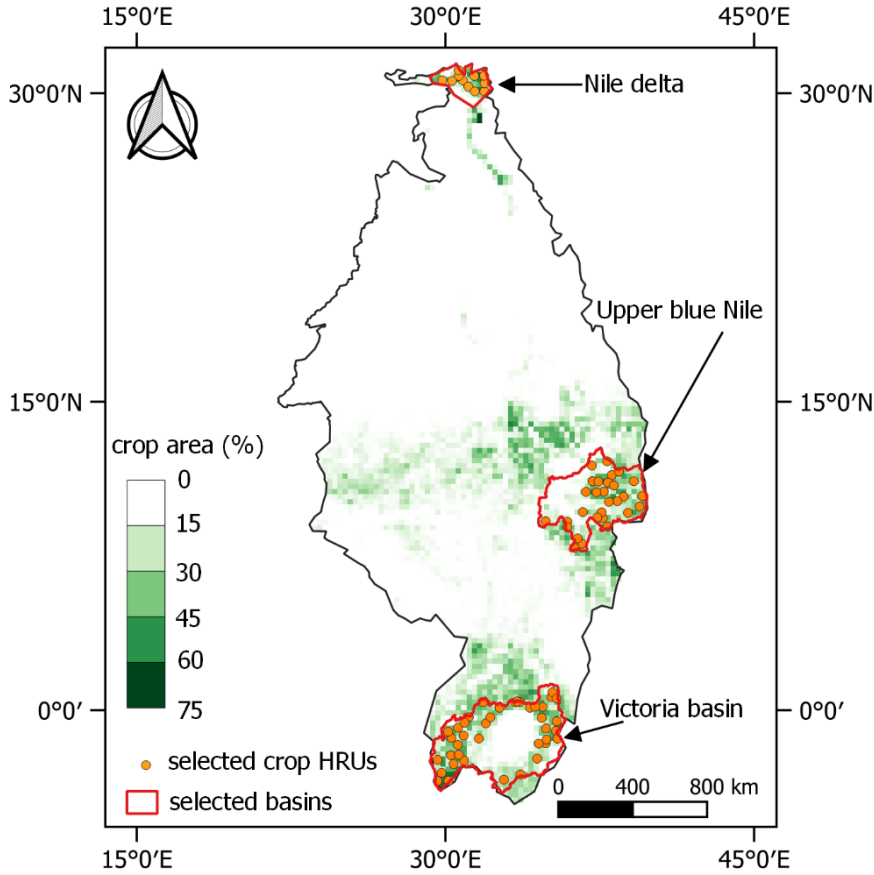 15°0′E 30°0′E 45°0′E
30°0′N 30°0′N
Nile delta
Upper blue Nile
15°0′N 15°0′N
crop area (%)
0
15
30
45
60
75
0°0′ 0°0′
Victoria basin
selected crop HRUs
selected basins
0 400 800 km
15°0′E 30°0′E 45°0′E